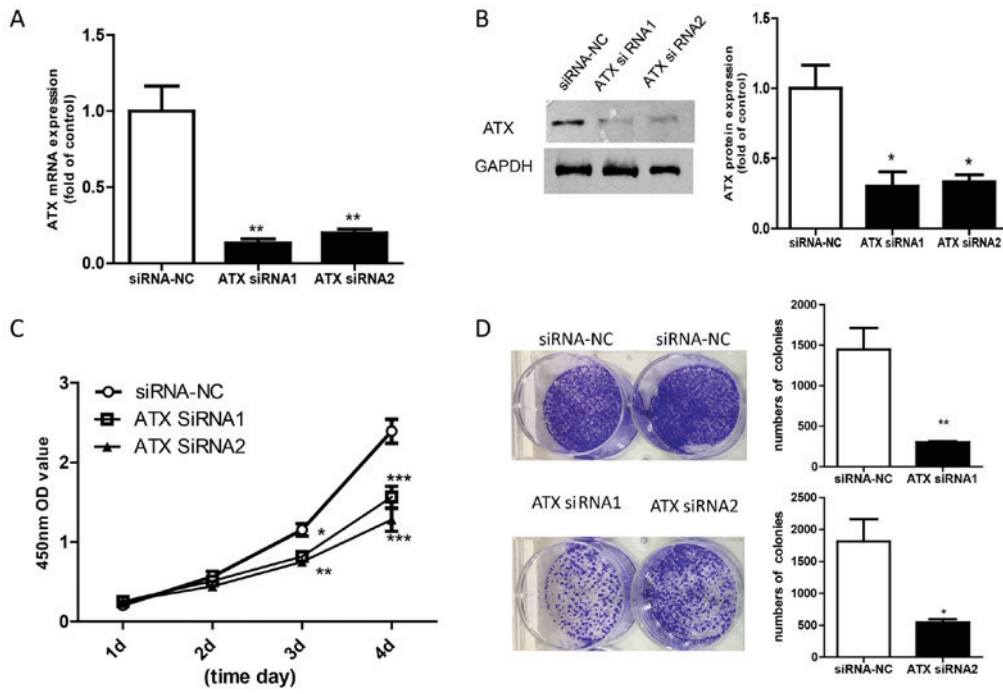 A
ATX mRNA expression
(fold of control)
1.5
1.0
0.5
0.0
**
**
siRNA-NC
ATX siRNA1
ATX siRNA2
B
siRNA-NC
ATX si RNA1
ATX si RNA2
ATX
GAPDH
ATX protein expression
(fold of control)
1.5
1.0
0.5
0.0
*
*
siRNA-NC
ATX siRNA1
ATX siRNA2
C
450nm OD value
3
2
1
0
siRNA-NC
ATX SiRNA1
ATX SiRNA2
***
***
*
**
1d
2d
3d
4d
(time day)
D
siRNA-NC
siRNA-NC
ATX siRNA1
ATX siRNA2
numbers of colonies
2000
1500
1000
500
0
**
siRNA-NC
ATX siRNA1
numbers of colonies
2000
1500
1000
500
0
*
siRNA-NC
ATX siRNA2